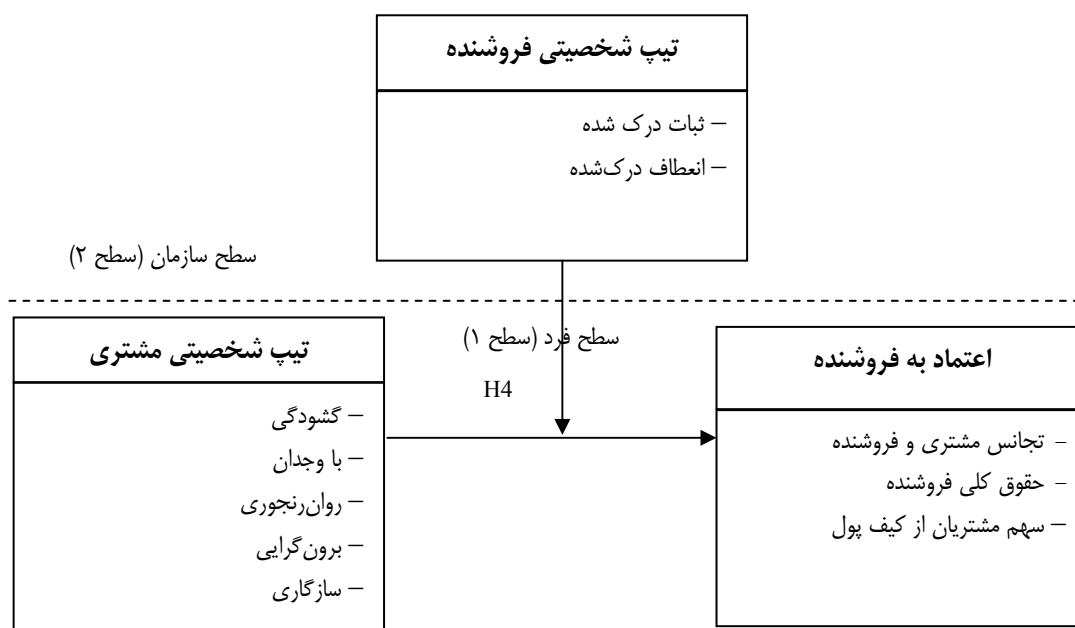 تیپ شخصیتی فروشنده
– ثبات درک شده
– انعطاف درک‌شده
سطح سازمان (سطح ۲)
سطح فرد (سطح ۱)
H4
تیپ شخصیتی مشتری
– گشودگی
– با وجدان
– روان‌رنجوری
– برون‌گرایی
– سازگاری
اعتماد به فروشنده
- تجانس مشتری و فروشنده
- حقوق کلی فروشنده
– سهم مشتریان از کیف پول